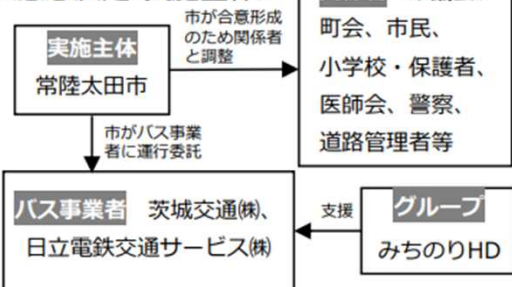 市が合意形成
のため関係者
と調整
実施主体
常陸太田市
町会、市民、
小学校・保護者、
医師会、警察、
道路管理者等
市がバス事業
者に運行委託
バス事業者 茨城交通㈱、
日立電鉄交通サービス㈱
支援
グループ
みちのりHD